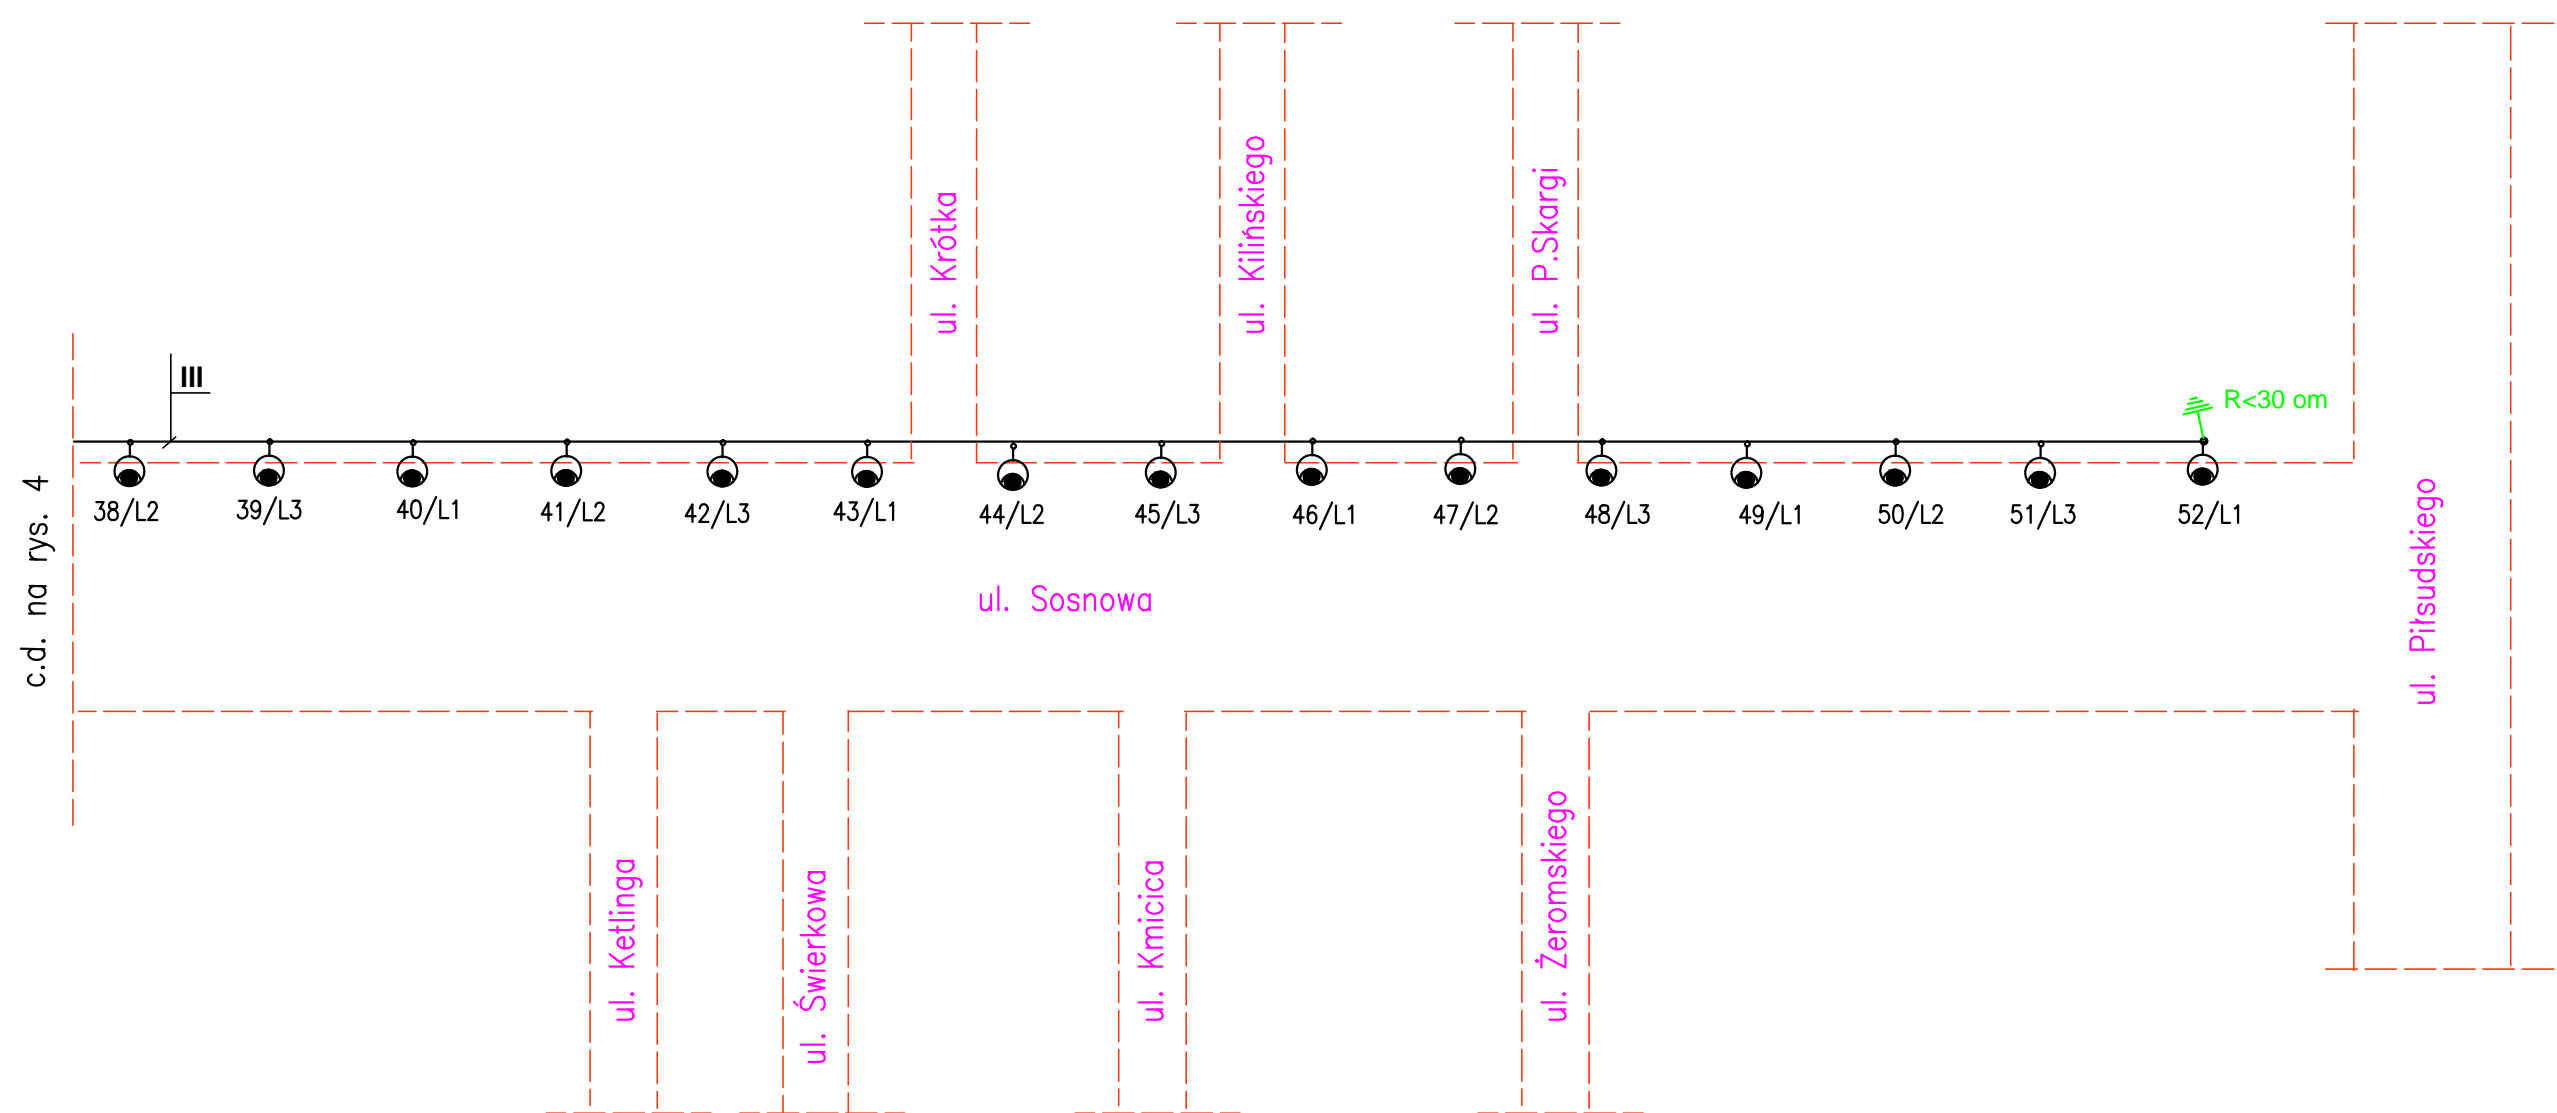 ul. Krótka
ul. Kilińskiego
ul. P.Skargi
III
R<30 om
c.d. na rys. 4
38/L2
39/L3
40/L1
41/L2
42/L3
43/L1
44/L2
45/L3
46/L1
47/L2
48/L3
49/L1
50/L2
51/L3
52/L1
ul. Sosnowa
ul. Piłsudskiego
ul. Ketlinga
ul. Świerkowa
ul. Kmicica
ul. Żeromskiego